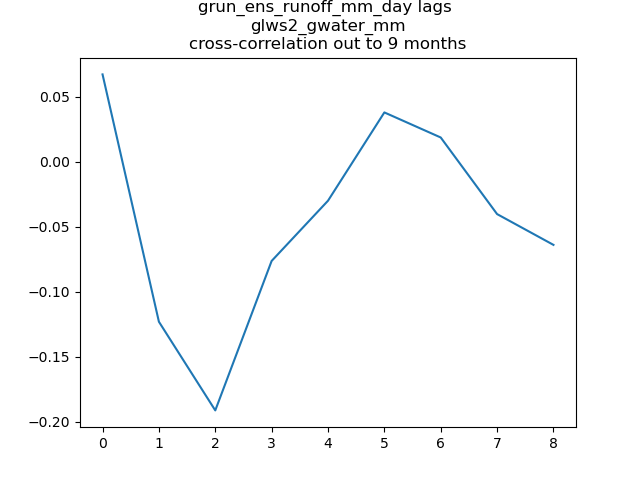 grun_ens_runoff_mm_day lags
glws2_gwater_mm
cross-correlation out to 9 months
0.05
0.00
−0.05
−0.10
−0.15
−0.20
0 1 2 3 4 5 6 7 8